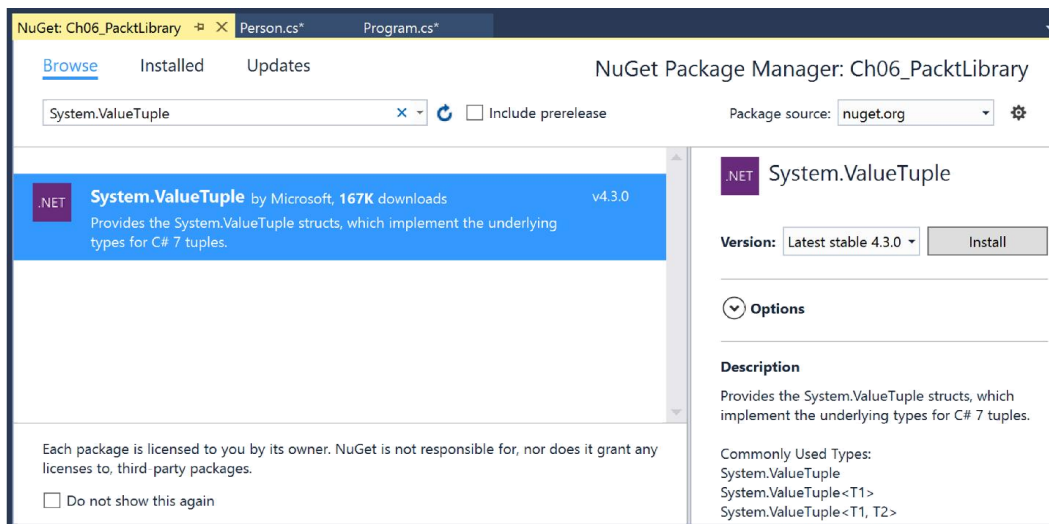 NuGet: Ch06_PacktLibrary
Person.cs*
Program.cs*
Browse
Installed
Updates
NuGet Package Manager: Ch06_PacktLibrary
System.ValueTuple
Include prerelease
Package source: nuget.org
.NET
System.ValueTuple by Microsoft, 167K downloads
v4.3.0
Provides the System.ValueTuple structs, which implement the underlying
types for C# 7 tuples.
Each package is licensed to you by its owner. NuGet is not responsible for, nor does it grant any
licenses to, third-party packages.
Do not show this again
.NET
System.ValueTuple
Version: Latest stable 4.3.0
Install
Options
Description
Provides the System.ValueTuple structs, which
implement the underlying types for C# 7 tuples.
Commonly Used Types:
System.ValueTuple
System.ValueTuple<T1>
System.ValueTuple<T1, T2>